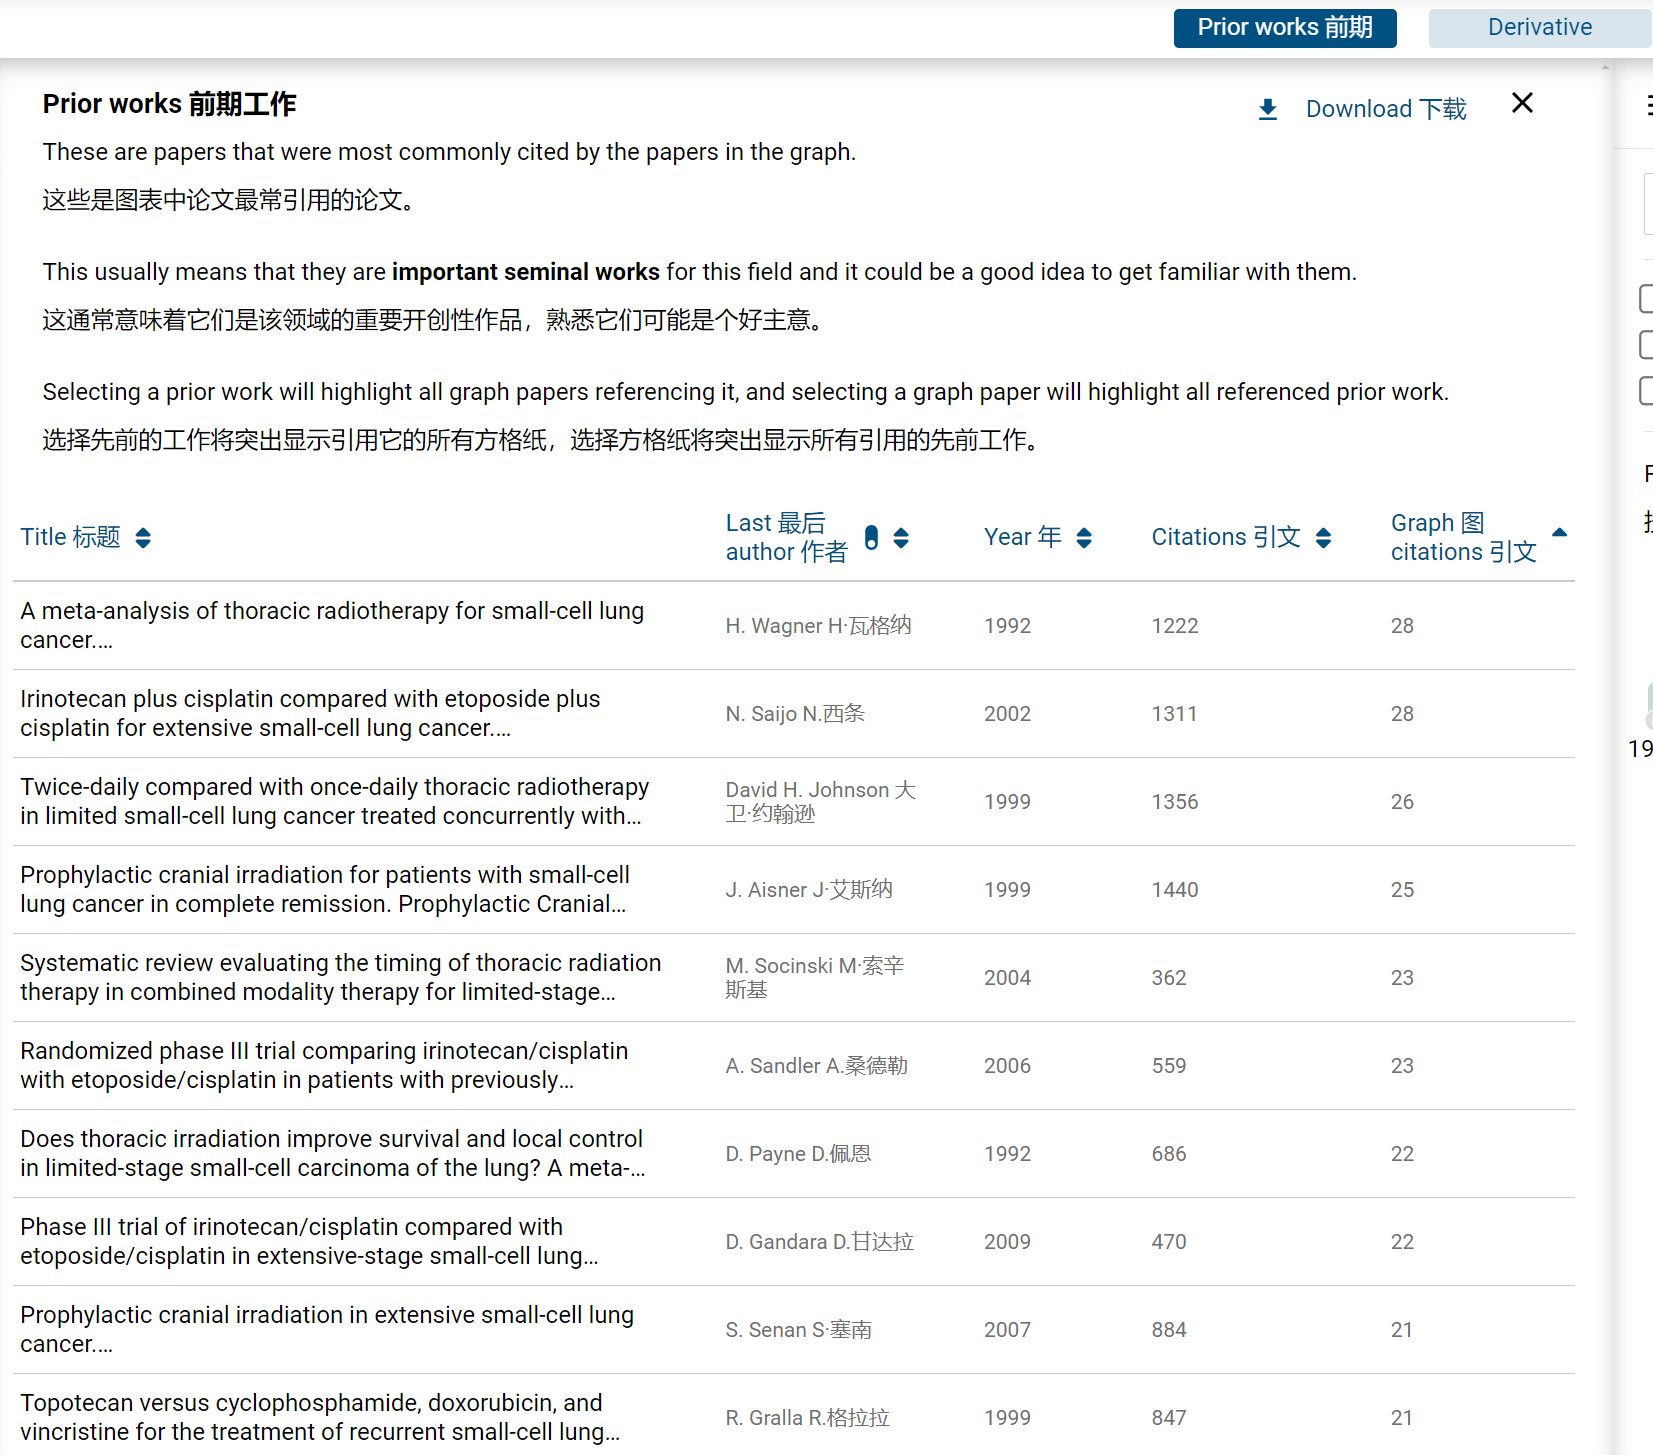 Prior works 前期
Derivative
Prior works 前期工作
Download 下载
These are papers that were most commonly cited by the papers in the graph.
这些是图表中论文最常引用的论文。
This usually means that they are important seminal works for this field and it could be a good idea to get familiar with them.
这通常意味着它们是该领域的重要开创性作品，熟悉它们可能是个好主意。
Selecting a prior work will highlight all graph papers referencing it, and selecting a graph paper will highlight all referenced prior work.
选择先前的工作将突出显示引用它的所有方格纸，选择方格纸将突出显示所有引用的先前工作。
Title 标题
Last 最后
author 作者
Year 年
Citations 引文
Graph 图
citations 引文
A meta-analysis of thoracic radiotherapy for small-cell lung
cancer....
H. Wagner H·瓦格纳
1992
1222
28
Irinotecan plus cisplatin compared with etoposide plus
cisplatin for extensive small-cell lung cancer....
N. Saijo N.西条
2002
1311
28
Twice-daily compared with once-daily thoracic radiotherapy
in limited small-cell lung cancer treated concurrently with...
David H. Johnson 大
卫·约翰逊
1999
1356
26
Prophylactic cranial irradiation for patients with small-cell
lung cancer in complete remission. Prophylactic Cranial...
J. Aisner J·艾斯纳
1999
1440
25
Systematic review evaluating the timing of thoracic radiation
therapy in combined modality therapy for limited-stage...
M. Socinski M·索辛
斯基
2004
362
23
Randomized phase III trial comparing irinotecan/cisplatin
with etoposide/cisplatin in patients with previously...
A. Sandler A.桑德勒
2006
559
23
Does thoracic irradiation improve survival and local control
in limited-stage small-cell carcinoma of the lung? A meta-...
D. Payne D.佩恩
1992
686
22
Phase III trial of irinotecan/cisplatin compared with
etoposide/cisplatin in extensive-stage small-cell lung...
D. Gandara D.甘达拉
2009
470
22
Prophylactic cranial irradiation in extensive small-cell lung
cancer....
S. Senan S·塞南
2007
884
21
Topotecan versus cyclophosphamide, doxorubicin, and
vincristine for the treatment of recurrent small-cell lung...
R. Gralla R.格拉拉
1999
847
21
19